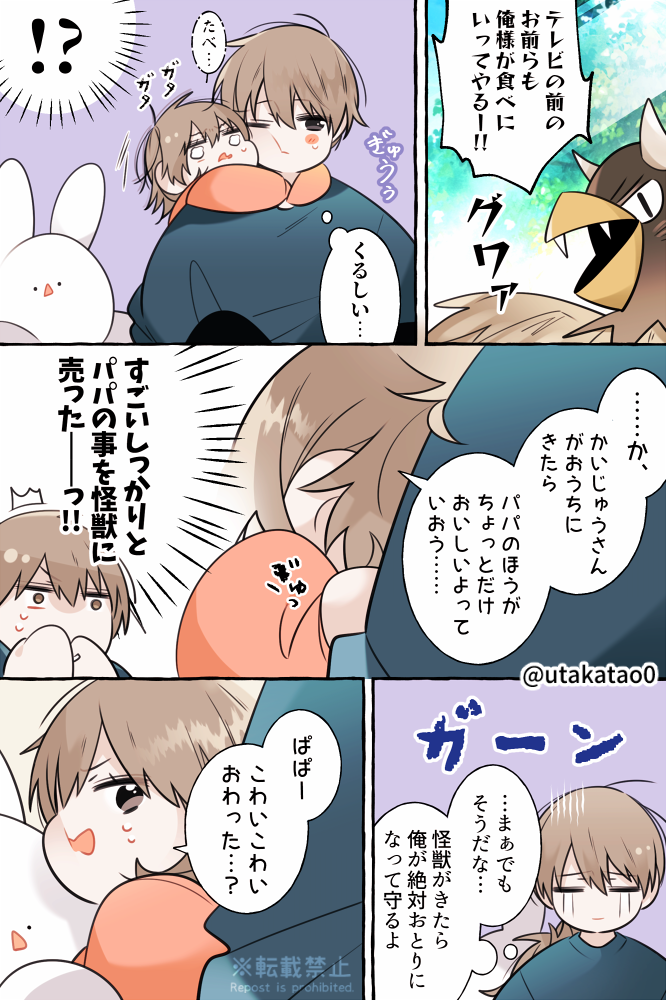 テレビの前の
お前らも
俺様が食べに
いってやるー!!
グワァ
!?
たべ…
ガタ
ガタ
ぎゅうぅ
くるしい…
……か、
かいじゅうさん
がおうちに
きたら
パパのほうが
ちょっとだけ
おいしいよって
いおう……
ぎゅっ
すごいしっかりと
パパの事を怪獣に
売った――っ!!
@utakatao0
ガーン
…まぁでも
そうだな…
怪獣がきたら
俺が絶対おとりに
なって守るよ
ぱぱー
こわいこわい
おわった…?
※転載禁止
Repost is prohibited.